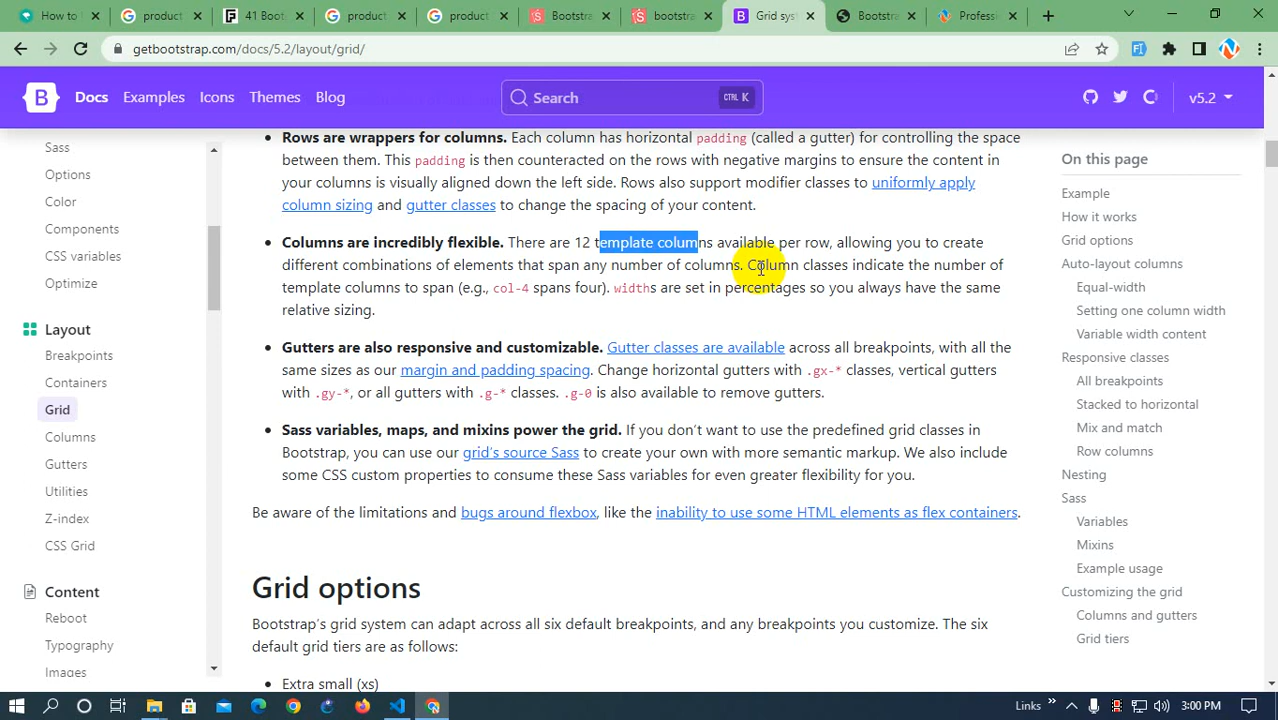 How to
product
41 Boo
product
product
Bootstra
bootstra
Grid sys
Bootstra
Professi
getbootstrap.com/docs/5.2/layout/grid/
B
Docs
Examples
Icons
Themes
Blog
Search
CTRL K
v5.2
Sass
Options
Color
Components
CSS variables
Optimize
Layout
Breakpoints
Containers
Grid
Columns
Gutters
Utilities
Z-index
CSS Grid
Content
Reboot
Typography
Images
Rows are wrappers for columns. Each column has horizontal padding (called a gutter) for controlling the space
between them. This padding is then counteracted on the rows with negative margins to ensure the content in
your columns is visually aligned down the left side. Rows also support modifier classes to uniformly apply
column sizing and gutter classes to change the spacing of your content.
Columns are incredibly flexible. There are 12 template columns available per row, allowing you to create
different combinations of elements that span any number of columns. Column classes indicate the number of
template columns to span (e.g., col-4 spans four). widths are set in percentages so you always have the same
relative sizing.
Gutters are also responsive and customizable. Gutter classes are available across all breakpoints, with all the
same sizes as our margin and padding spacing. Change horizontal gutters with .gx-* classes, vertical gutters
with .gy-*, or all gutters with .g-* classes. .g-0 is also available to remove gutters.
Sass variables, maps, and mixins power the grid. If you don't want to use the predefined grid classes in
Bootstrap, you can use our grid's source Sass to create your own with more semantic markup. We also include
some CSS custom properties to consume these Sass variables for even greater flexibility for you.
Be aware of the limitations and bugs around flexbox, like the inability to use some HTML elements as flex containers.
Grid options
Bootstrap's grid system can adapt across all six default breakpoints, and any breakpoints you customize. The six
default grid tiers are as follows:
Extra small (xs)
On this page
Example
How it works
Grid options
Auto-layout columns
Equal-width
Setting one column width
Variable width content
Responsive classes
All breakpoints
Stacked to horizontal
Mix and match
Row columns
Nesting
Sass
Variables
Mixins
Example usage
Customizing the grid
Columns and gutters
Grid tiers
Links
3:00 PM